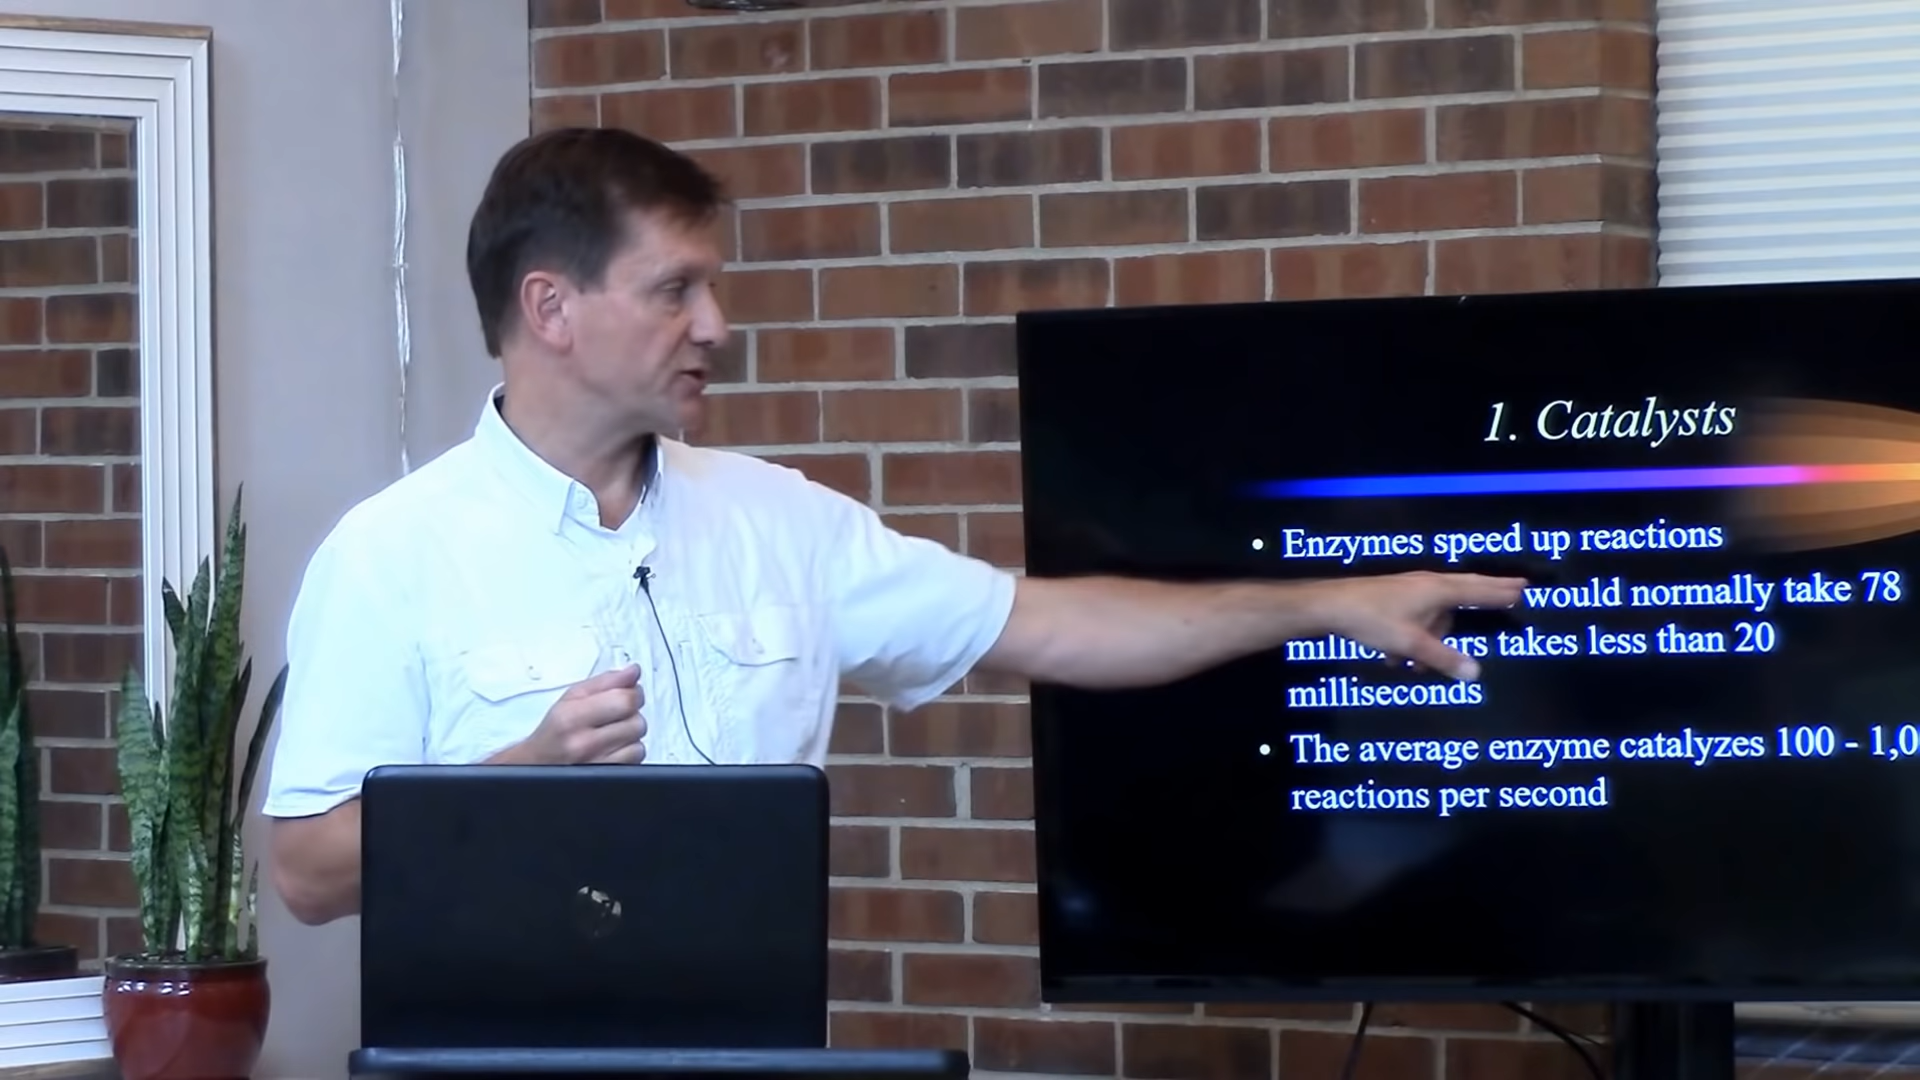 1. Catalysts
• Enzymes speed up reactions
would normally take 78
takes less than 20
milliseconds
• The average enzyme catalyzes 100 - 1,0
reactions per second